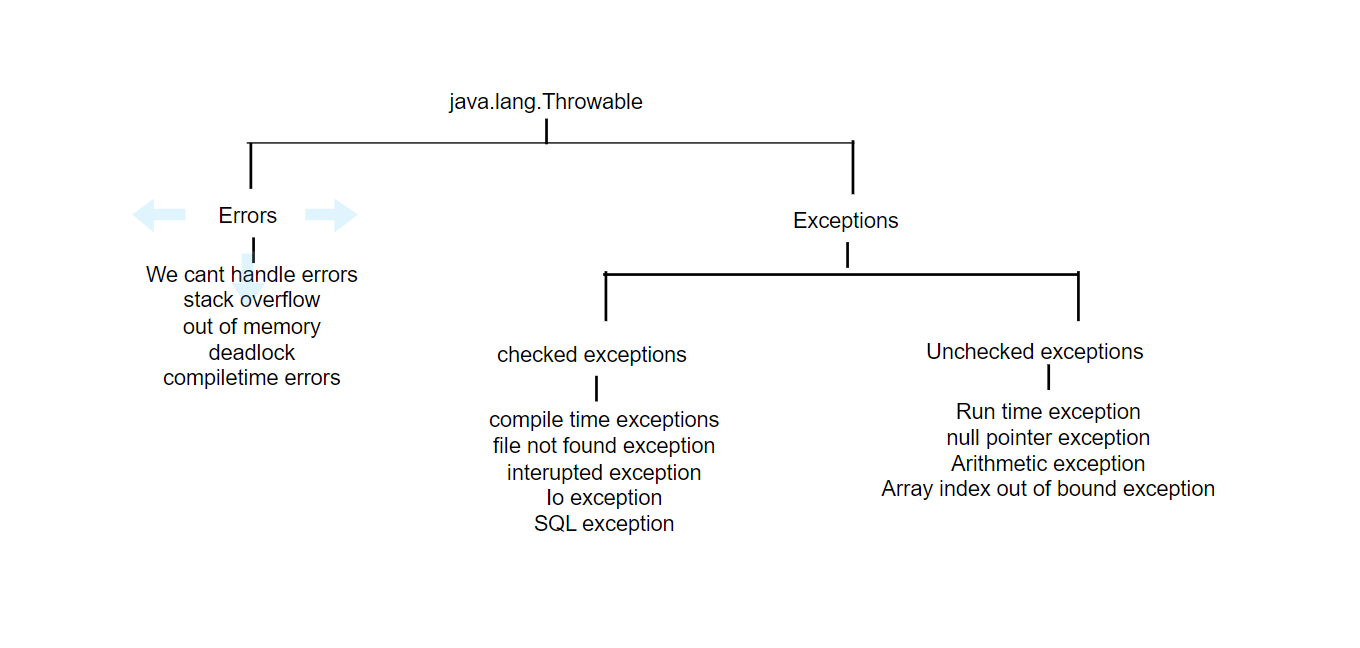 java.lang.Throwable
Errors
We cant handle errors
stack overflow
out of memory
deadlock
compiletime errors
Exceptions
checked exceptions
compile time exceptions
file not found exception
interupted exception
Io exception
SQL exception
Unchecked exceptions
Run time exception
null pointer exception
Arithmetic exception
Array index out of bound exception